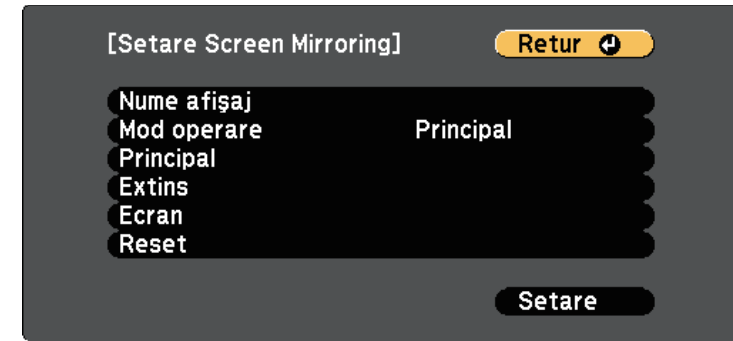 [Setare Screen Mirroring] Retur
Nume afişaj
Mod operare Principal
Principal
Extins
Ecran
Reset
Setare